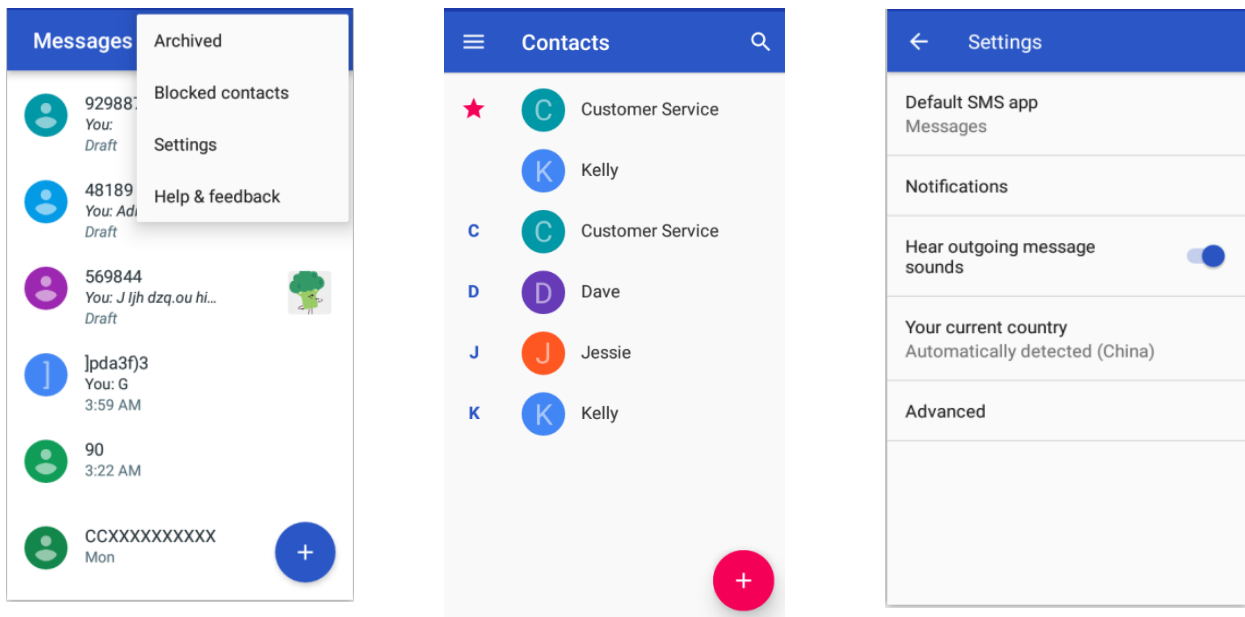 Messages
Archived
Blocked contacts
Settings
Help & feedback
92988
You:
Draft
48189
You: Ad
Draft
569844
You: J Ijh dzq.ou hi...
Draft
]
]pda3f)3
You: G
3:59 AM
90
3:22 AM
CCXXXXXXXXXX
Mon
+
Contacts
C Customer Service
K Kelly
C C Customer Service
D D Dave
J J Jessie
K K Kelly
+
Settings
Default SMS app
Messages
Notifications
Hear outgoing message
sounds
Your current country
Automatically detected (China)
Advanced